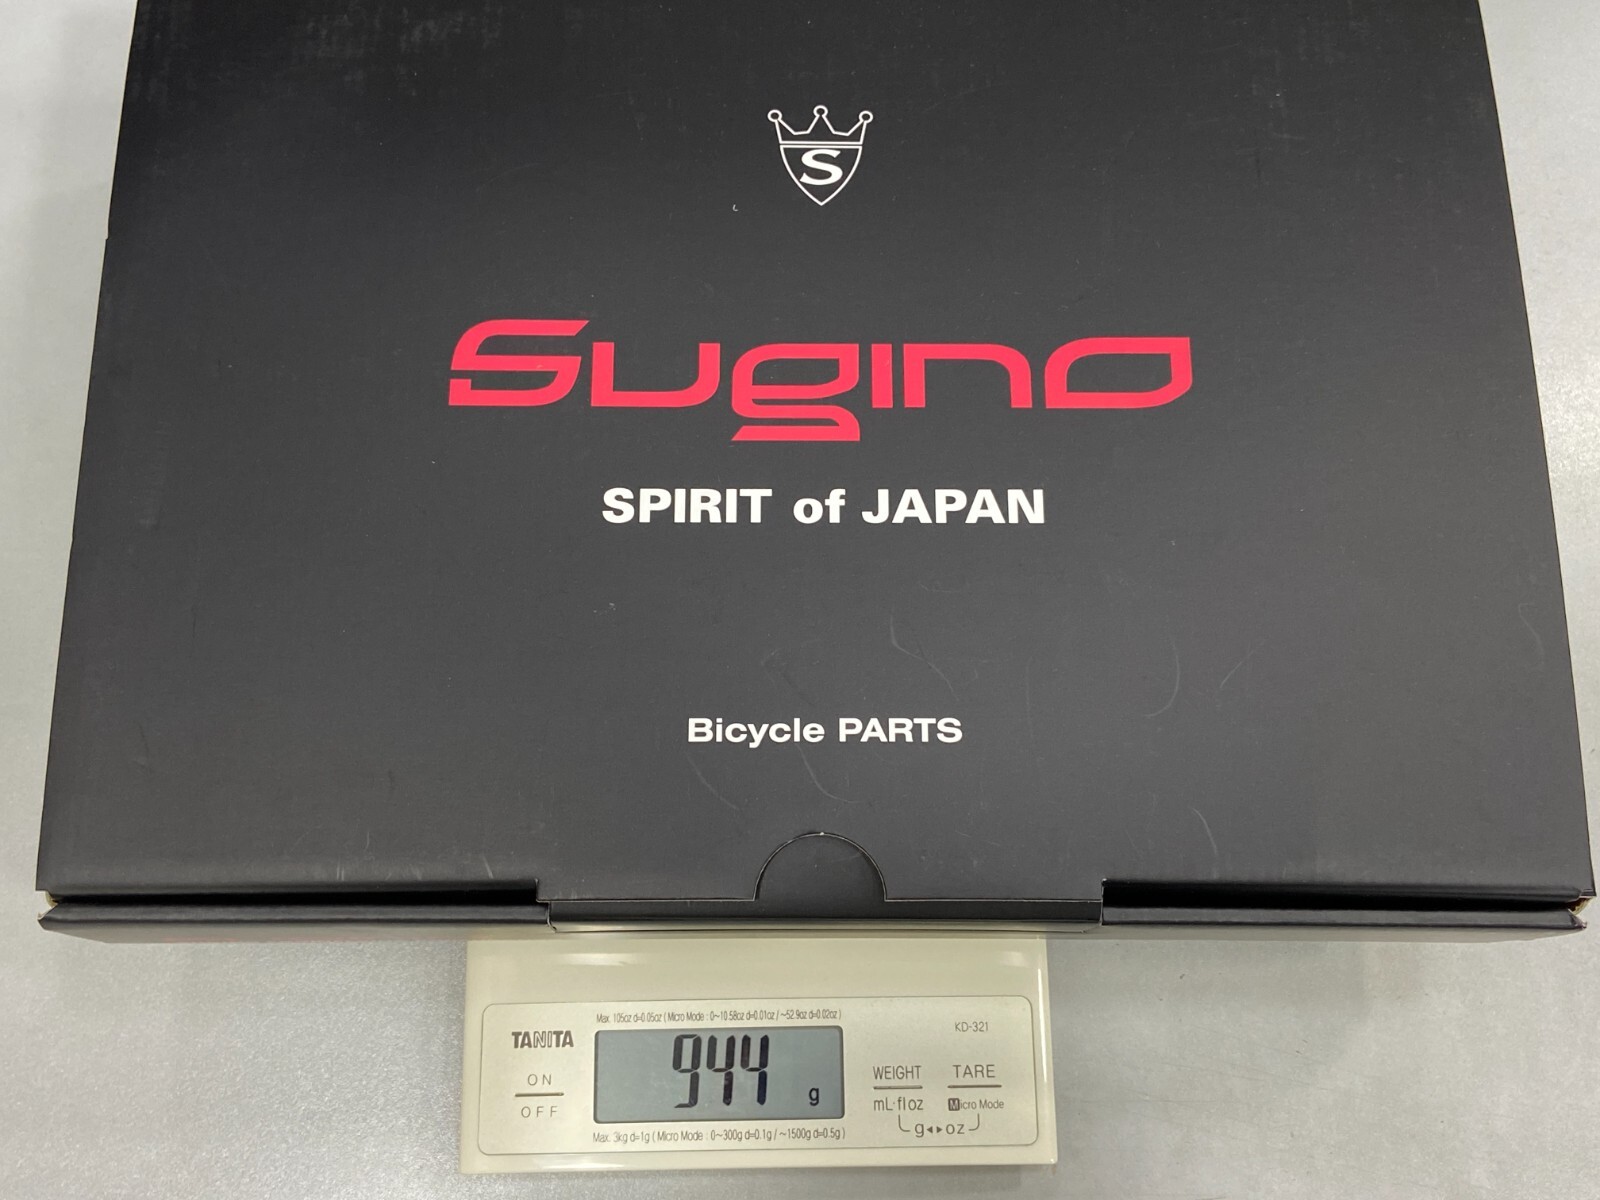 S
Sugino
SPIRIT of JAPAN
Bicycle PARTS
Max. 105oz d=0.05oz ( Micro Mode : 0~10.58oz d=0.01oz / ~52.9oz d=0.02oz )
KD-321
TANITA
944 g
ON
OFF
WEIGHT
TARE
mL·fl oz
Micro Mode
g◂▸oz
Max. 3kg d=1g ( Micro Mode : 0~300g d=0.1g / ~1500g d=0.5g )